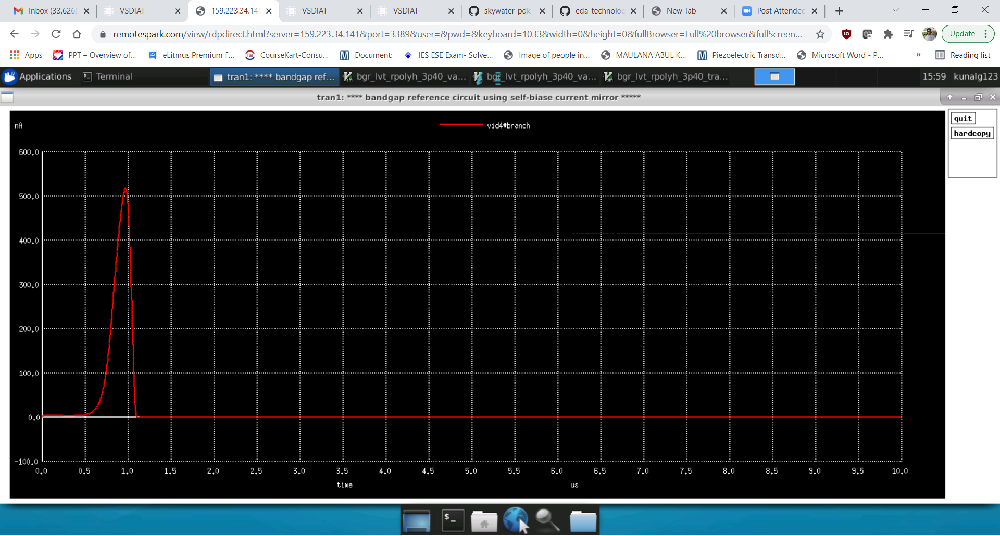 Inbox (33,626)
VSDIAT
159.223.34.141
VSDIAT
VSDIAT
skywater-pdk-
eda-technolog
New Tab
Post Attendee
remotespark.com/view/rdpdirect.html?server=159.223.34.141&port=3389&user=&pwd=&keyboard=1033&width=0&height=0&fullBrowser=Full%20browser&fullScreen...
Update
Apps
PPT – Overview of...
eLitmus Premium F...
CourseKart-Consu...
Document:
IES ESE Exam- Solve...
Image of people in...
MAULANA ABUL K...
Piezoelectric Transd...
Microsoft Word - P...
»
Reading list
Applications
Terminal
tran1: **** bandgap ref...
bgr_lvt_rpolyh_3p40_va...
bgr_lvt_rpolyh_3p40_va...
bgr_lvt_rpolyh_3p40_tra...
15:59
kunalg123
tran1: **** bandgap reference circuit using self-biase current mirror *****
quit
hardcopy
nA
vid4#branch
600.0
500.0
400.0
300.0
200.0
100.0
0.0
-100.0
0.0 0.5 1.0 1.5 2.0 2.5 3.0 3.5 4.0 4.5 5.0 5.5 6.0 6.5 7.0 7.5 8.0 8.5 9.0 9.5 10.0
time us
$_